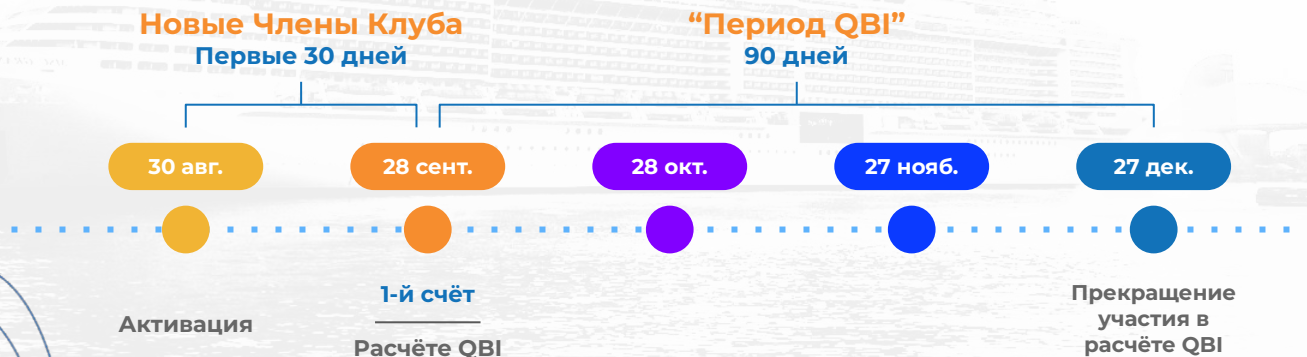 Новые Члены Клуба
Первые 30 дней
“Период QBI”
90 дней
30 авг.
28 сент.
28 окт.
27 нояб.
27 дек.
Активация
1-й счёт
Расчёте QBI
Прекращение
участия в
расчёте QBI